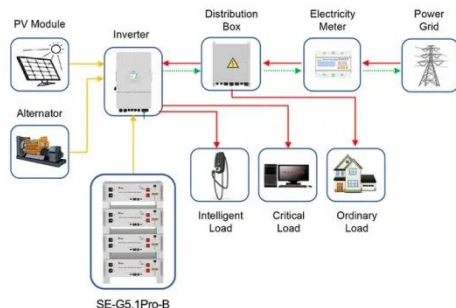 PV Module
Inverter
Distribution
Box
Electricity
Meter
Power
Grid
Alternator
Intelligent
Load
Critical
Load
Ordinary
Load
SE-G5.1Pro-B